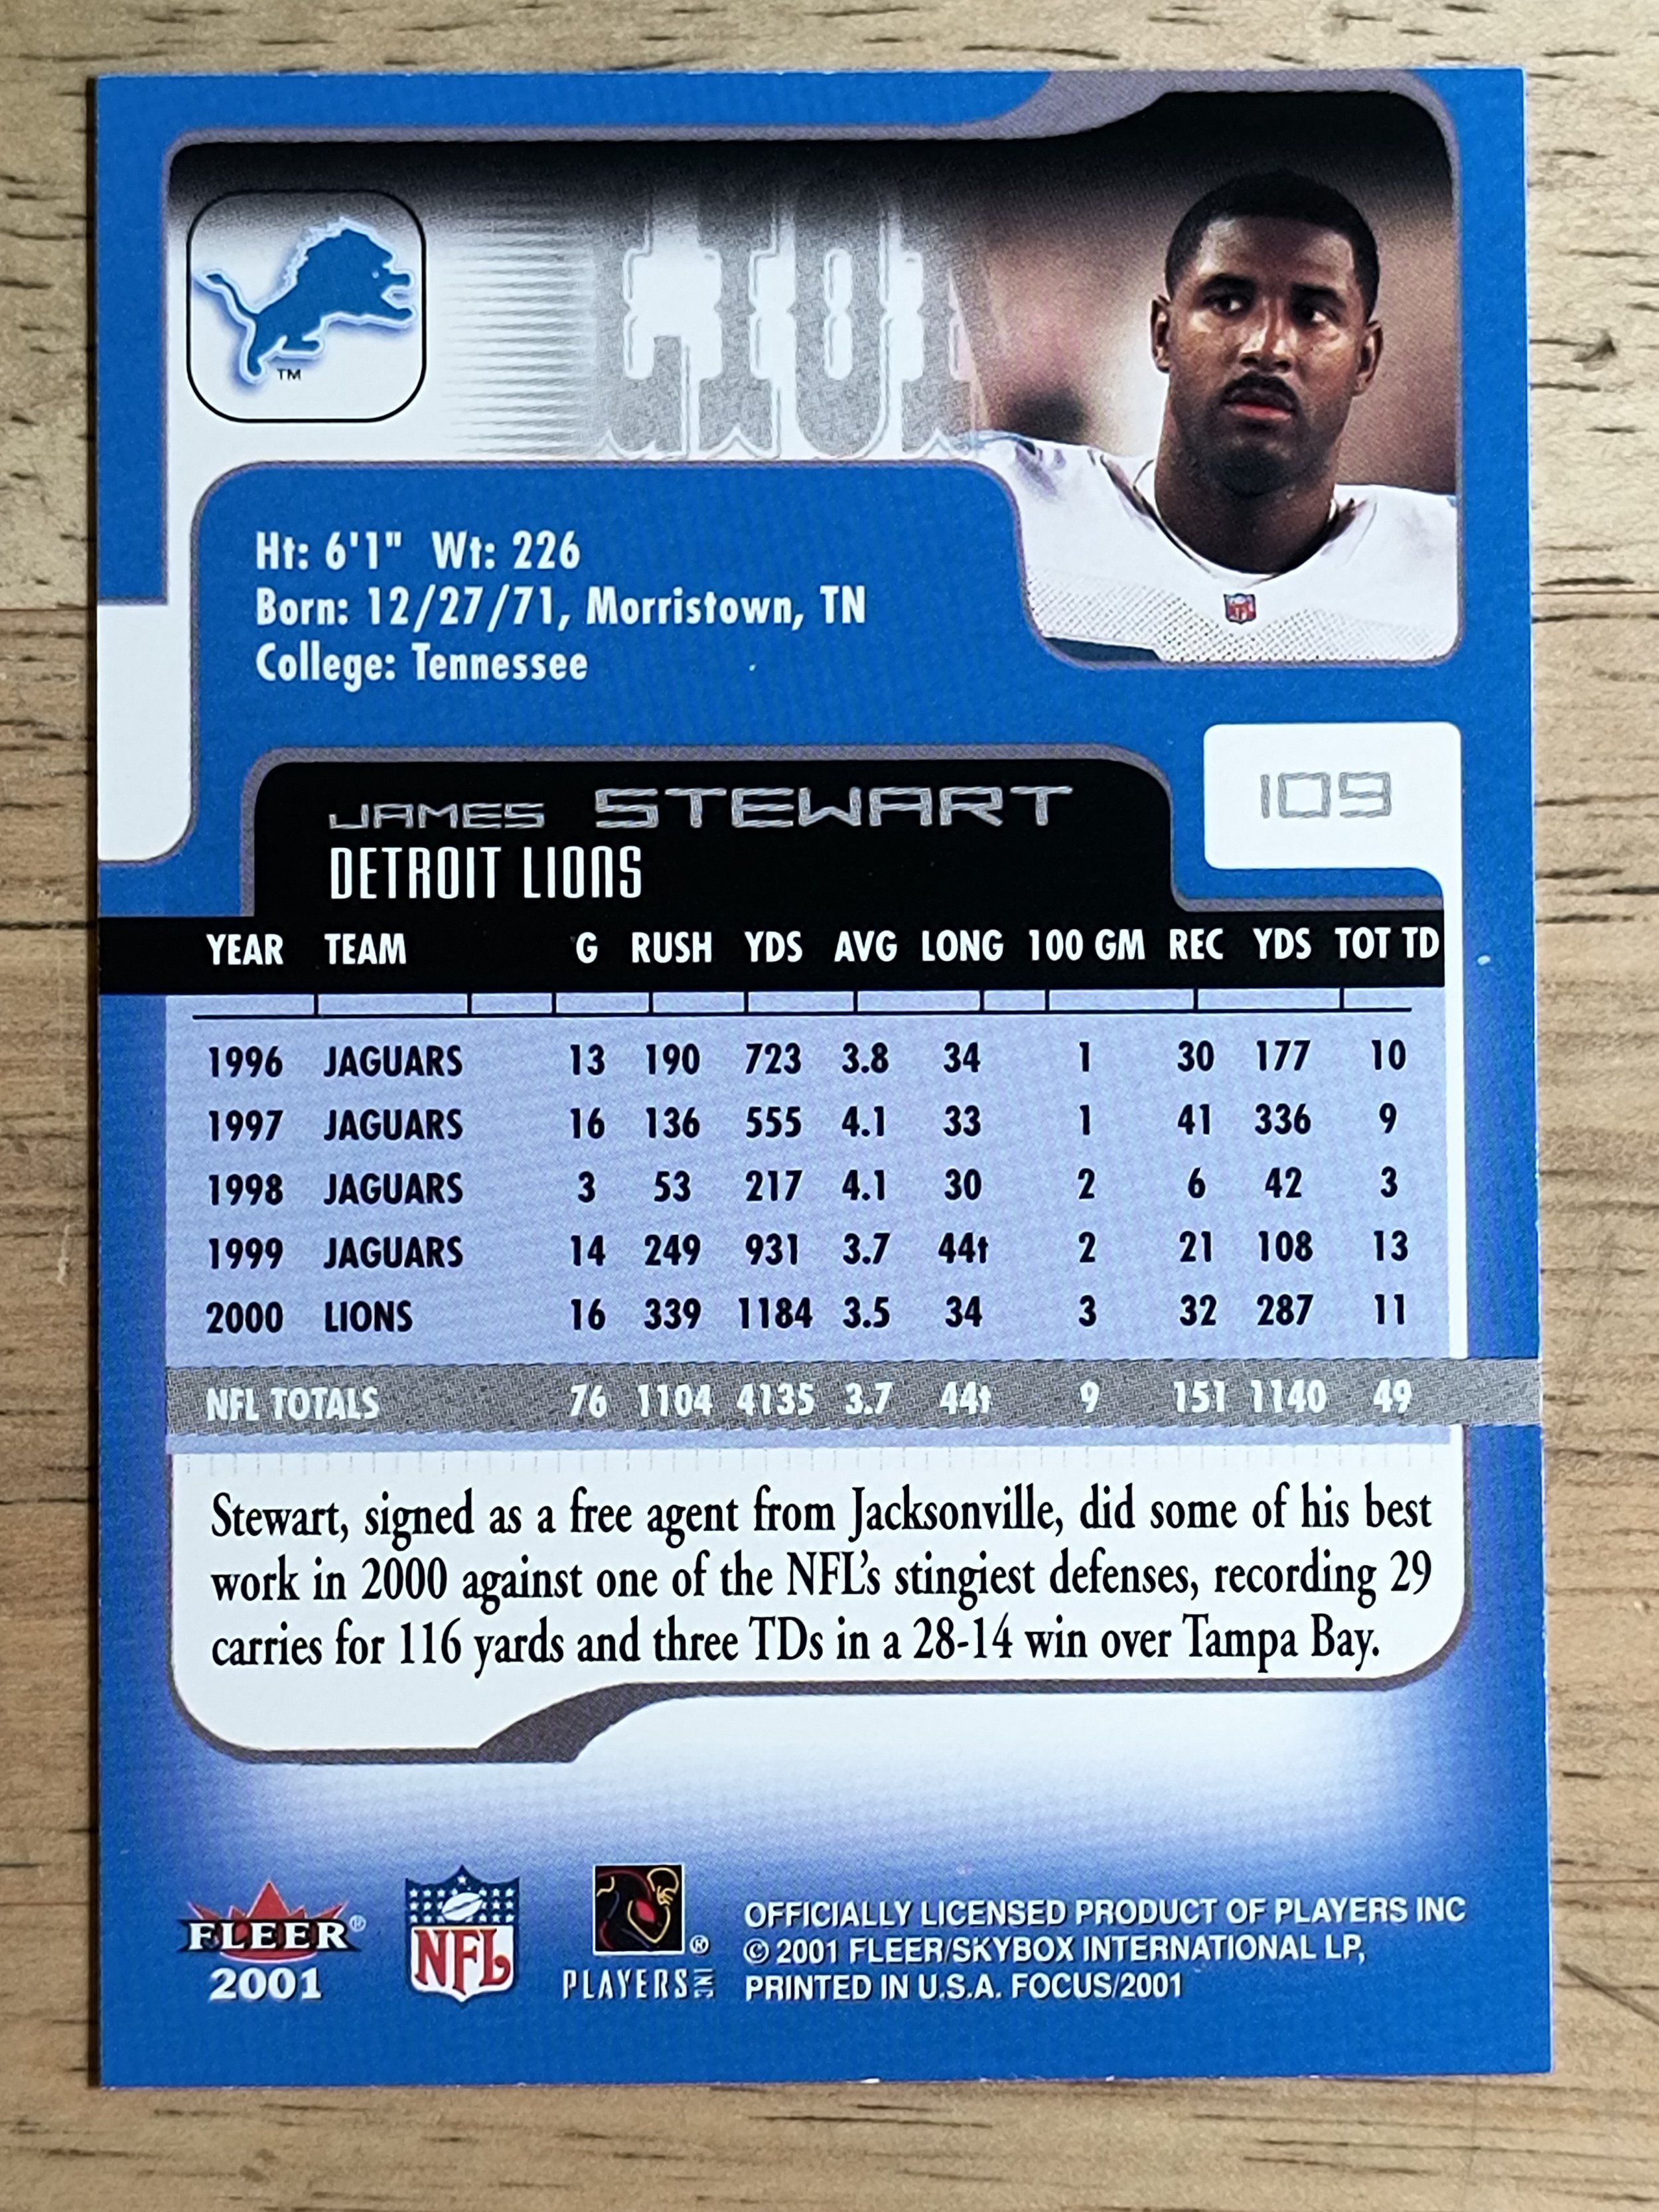 TM
Ht: 6'1" Wt: 226
Born: 12/27/71, Morristown, TN
College: Tennessee
109
JAMES STEWART
DETROIT LIONS
YEAR TEAM G RUSH YDS AVG LONG 100 GM REC YDS TOT TD
1996 JAGUARS 13 190 723 3.8 34 1 30 177 10
1997 JAGUARS 16 136 555 4.1 33 1 41 336 9
1998 JAGUARS 3 53 217 4.1 30 2 6 42 3
1999 JAGUARS 14 249 931 3.7 44t 2 21 108 13
2000 LIONS 16 339 1184 3.5 34 3 32 287 11
NFL TOTALS 76 1104 4135 3.7 44t 9 151 1140 49
Stewart, signed as a free agent from Jacksonville, did some of his best
work in 2000 against one of the NFL's stingiest defenses, recording 29
carries for 116 yards and three TDs in a 28-14 win over Tampa Bay.
FLEER®
2001
NFL
®
PLAYERS INC
OFFICIALLY LICENSED PRODUCT OF PLAYERS INC
© 2001 FLEER/SKYBOX INTERNATIONAL LP,
PRINTED IN U.S.A. FOCUS/2001